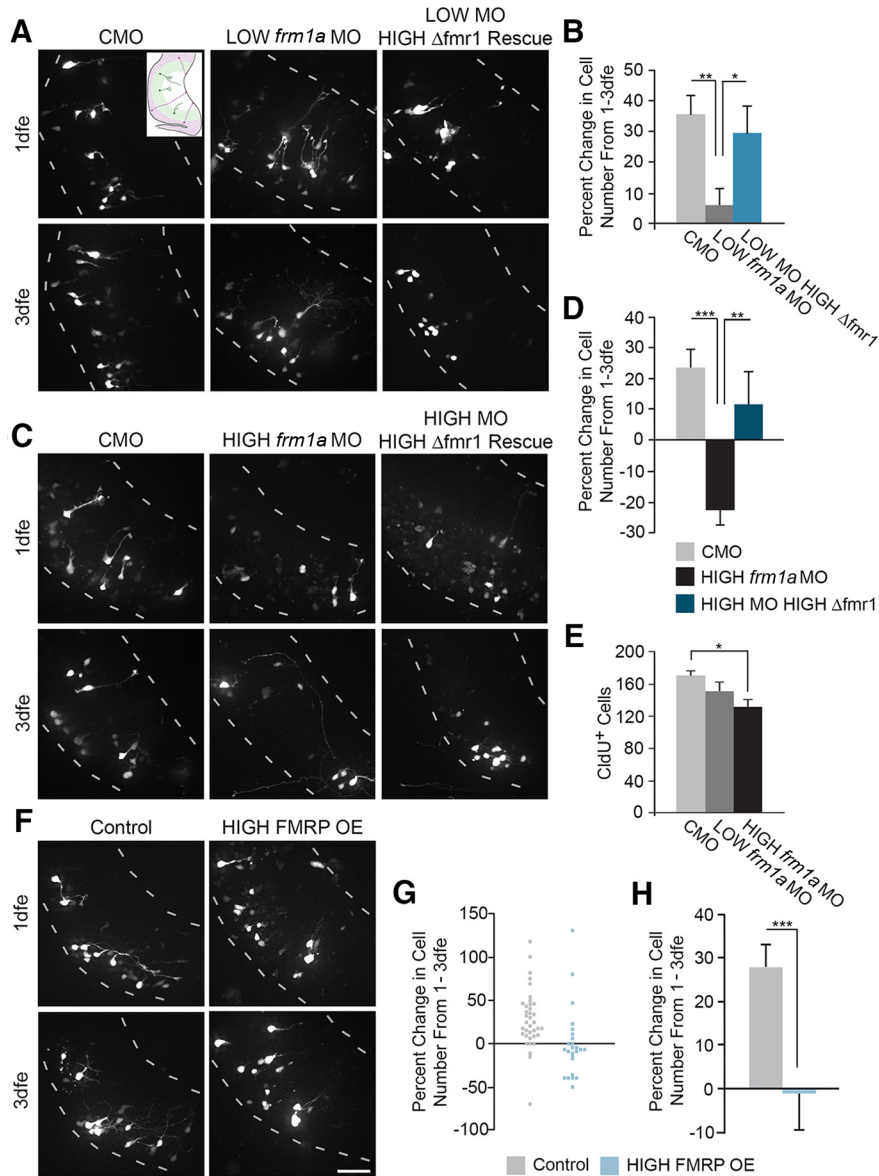 A
CMO
LOW frm1a MO
LOW MO
HIGH Δfmr1 Rescue
1dfe
3dfe
B
Percent Change in Cell
Number From 1-3dfe
50
40
30
20
10
0
**
*
CMO
LOW frm1a MO
LOW MO HIGH Δfmr1
C
CMO
HIGH frm1a MO
HIGH MO
HIGH Δfmr1 Rescue
1dfe
3dfe
D
Percent Change in Cell
Number From 1-3dfe
40
30
20
10
0
-10
-20
-30
***
**
CMO
HIGH frm1a MO
HIGH MO HIGH Δfmr1
E
CldU+ Cells
200
160
120
80
40
0
*
CMO
LOW frm1a MO
HIGH frm1a MO
F
Control
HIGH FMRP OE
1dfe
3dfe
G
Percent Change in Cell
Number From 1- 3dfe
150
100
50
0
-50
-100
H
Percent Change in Cell
Number From 1- 3dfe
40
30
20
10
0
-10
***
Control
HIGH FMRP OE